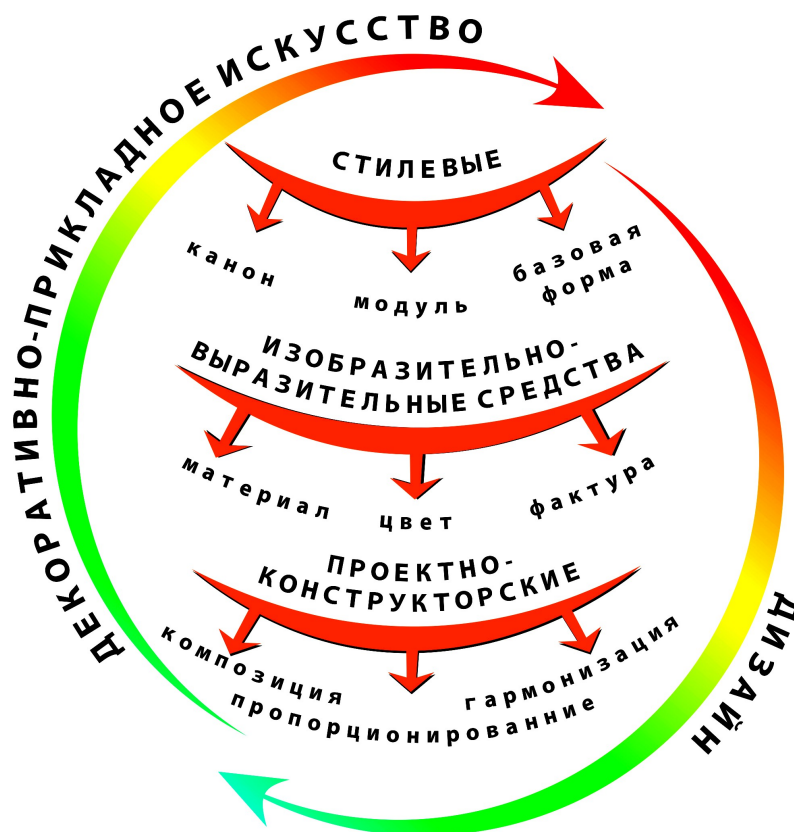 ДЕКОРАТИВНО-ПРИКЛАДНОЕ ИСКУССТВО
СТИЛЕВЫЕ
канон
модуль
базовая
форма
ИЗОБРАЗИТЕЛЬНО-
ВЫРАЗИТЕЛЬНЫЕ СРЕДСТВА
материал
цвет
фактура
ПРОЕКТНО-
КОНСТРУКТОРСКИЕ
композиция
пропорционированние
гармонизация
ДИЗАЙН